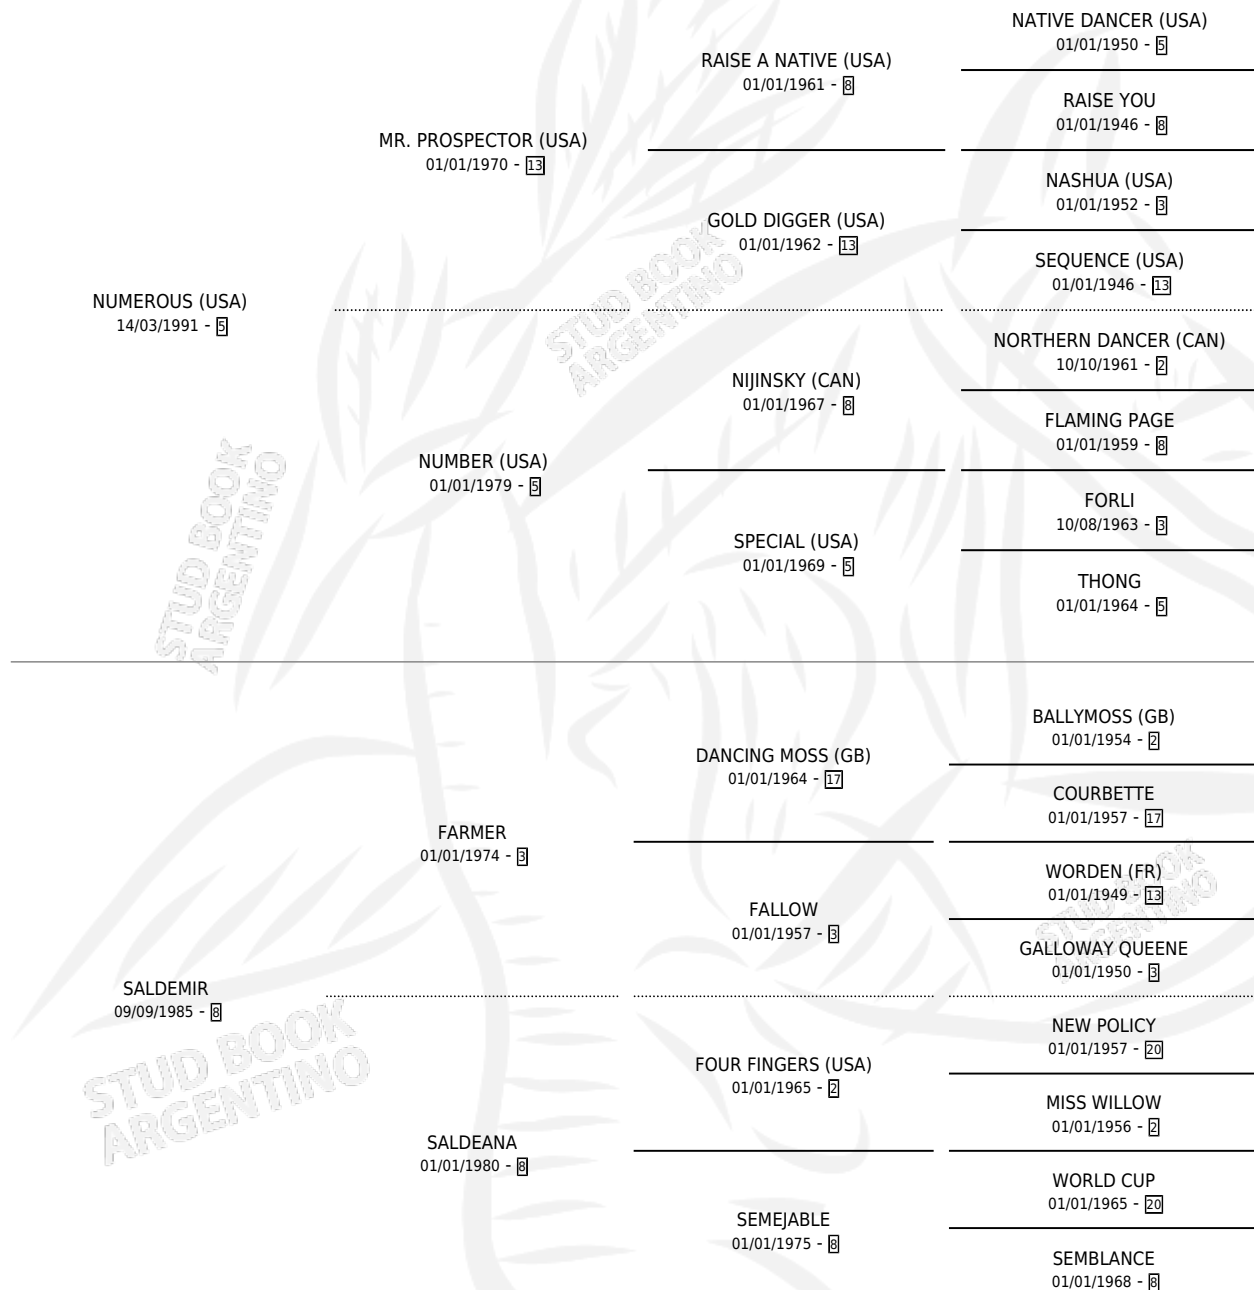 NATIVE DANCER (USA)
01/01/1950 - 5
RAISE A NATIVE (USA)
01/01/1961 - 8
RAISE YOU
01/01/1946 - 8
MR. PROSPECTOR (USA)
01/01/1970 - 13
NASHUA (USA)
01/01/1952 - 3
GOLD DIGGER (USA)
01/01/1962 - 13
SEQUENCE (USA)
01/01/1946 - 13
NUMEROUS (USA)
14/03/1991 - 5
STUD BOOK
ARGENTINO
NORTHERN DANCER (CAN)
10/10/1961 - 2
NIJINSKY (CAN)
01/01/1967 - 8
FLAMING PAGE
01/01/1959 - 8
NUMBER (USA)
01/01/1979 - 5
FORLI
10/08/1963 - 3
SPECIAL (USA)
01/01/1969 - 5
THONG
01/01/1964 - 5
STUD BOOK
ARGENTINO
BALLYMOSS (GB)
01/01/1954 - 2
DANCING MOSS (GB)
01/01/1964 - 17
COURBETTE
01/01/1957 - 17
FARMER
01/01/1974 - 3
WORDEN (FR)
01/01/1949 - 13
FALLOW
01/01/1957 - 3
GALLOWAY QUEENE
01/01/1950 - 3
STUD BOOK
ARGENTINO
SALDEMIR
09/09/1985 - 8
NEW POLICY
01/01/1957 - 20
FOUR FINGERS (USA)
01/01/1965 - 2
MISS WILLOW
01/01/1956 - 2
STUD BOOK
ARGENTINO
SALDEANA
01/01/1980 - 8
WORLD CUP
01/01/1965 - 20
SEMEJABLE
01/01/1975 - 8
SEMBLANCE
01/01/1968 - 8